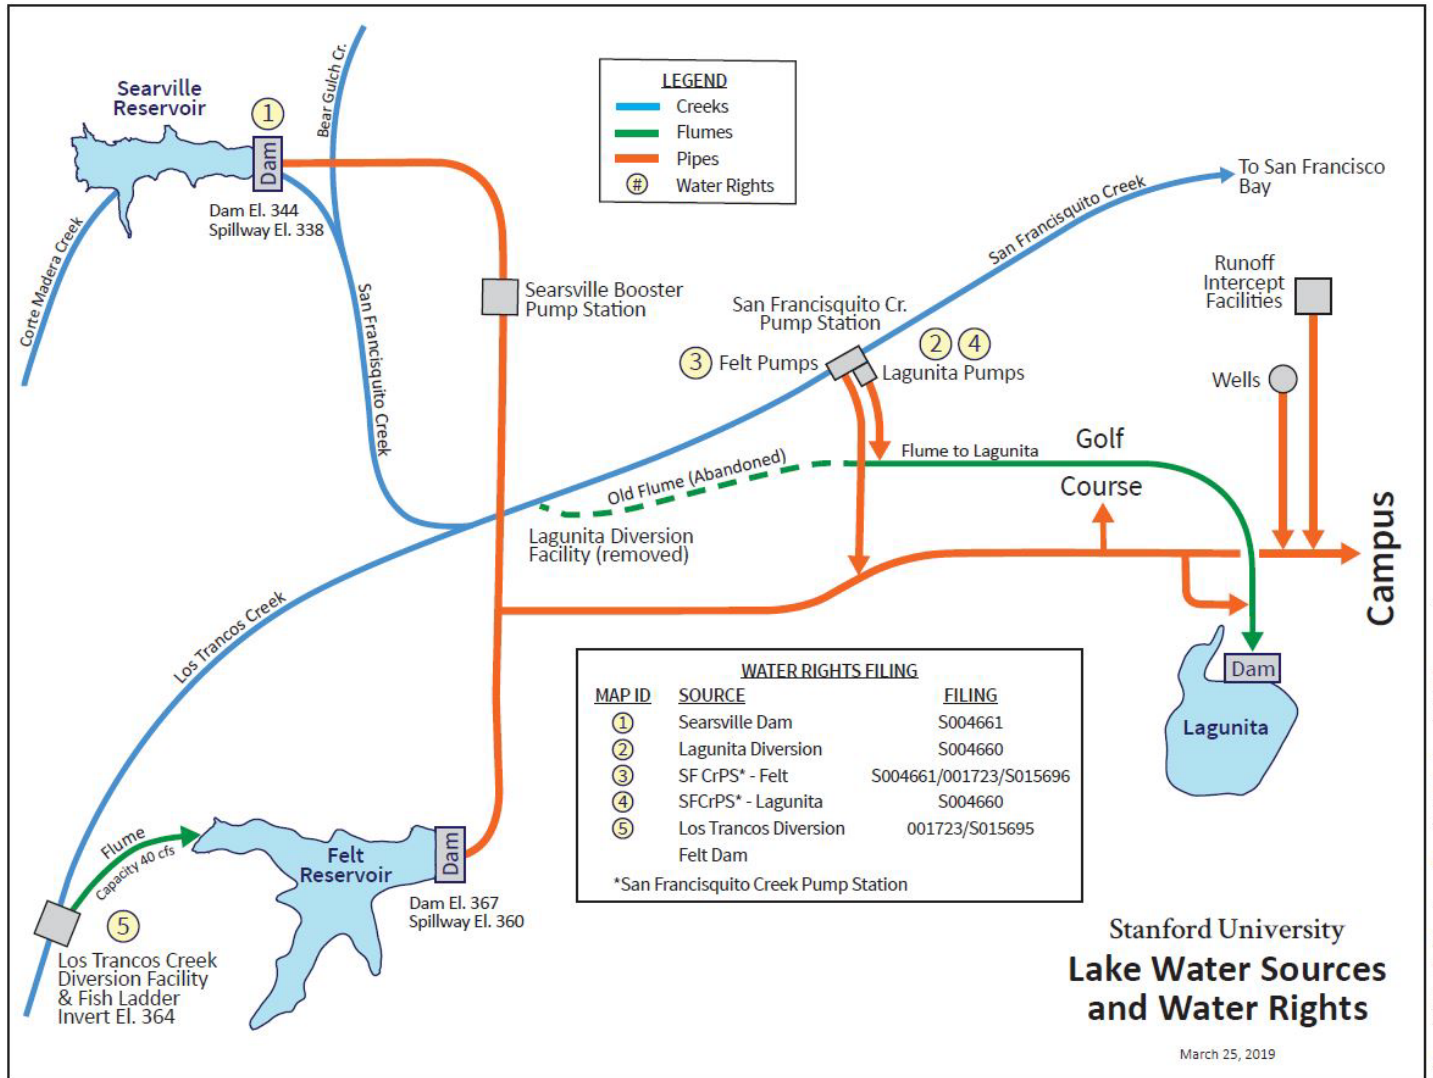 Searville
Reservoir
1
Dam
Dam El. 344
Spillway El. 338
Bear Gulch Cr.
Corte Madera Creek
San Francisquito Creek
LEGEND
Creeks
Flumes
Pipes
# Water Rights
To San Francisco
Bay
San Francisquito Creek
Searsville Booster
Pump Station
San Francisquito Cr.
Pump Station
3 Felt Pumps
2 4
Lagunita Pumps
Runoff
Intercept
Facilities
Wells
Golf
Course
Flume to Lagunita
Old Flume (Abandoned)
Lagunita Diversion
Facility (removed)
Campus
Los Trancos Creek
Dam
Lagunita
WATER RIGHTS FILING
MAP ID SOURCE FILING
1 Searsville Dam S004661
2 Lagunita Diversion S004660
3 SF CrPS* - Felt S004661/001723/S015696
4 SFCrPS* - Lagunita S004660
5 Los Trancos Diversion 001723/S015695
Felt Dam
*San Francisquito Creek Pump Station
Flume
Capacity 40 cfs
Felt
Reservoir
Dam
Dam El. 367
Spillway El. 360
5
Los Trancos Creek
Diversion Facility
& Fish Ladder
Invert El. 364
Stanford University
Lake Water Sources
and Water Rights
March 25, 2019